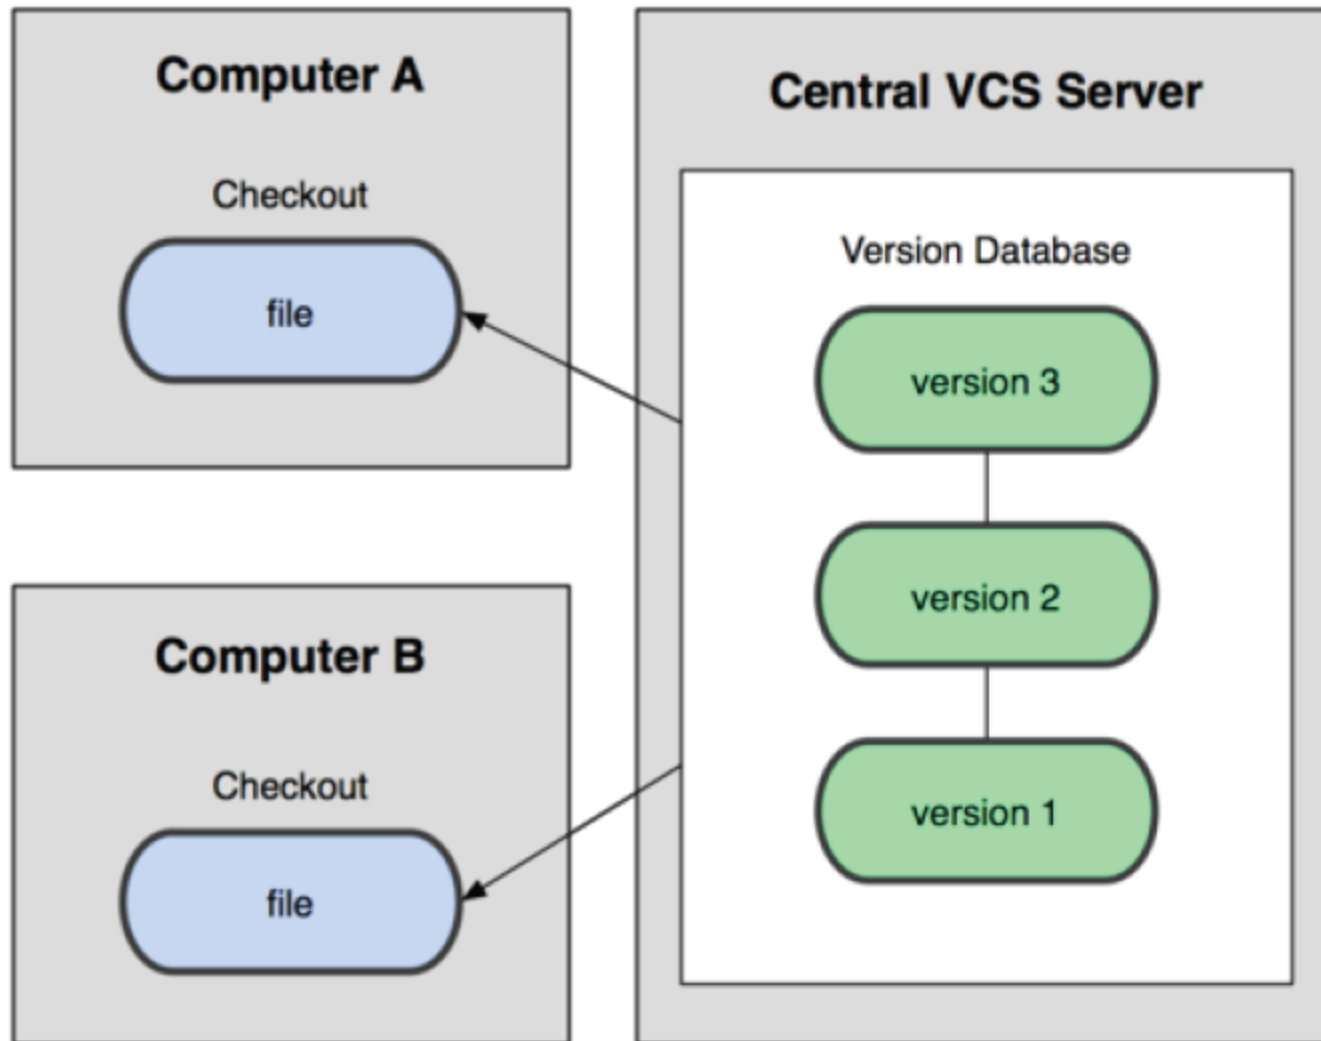 Computer A
Checkout
file
Computer B
Checkout
file
Central VCS Server
Version Database
version 3
version 2
version 1